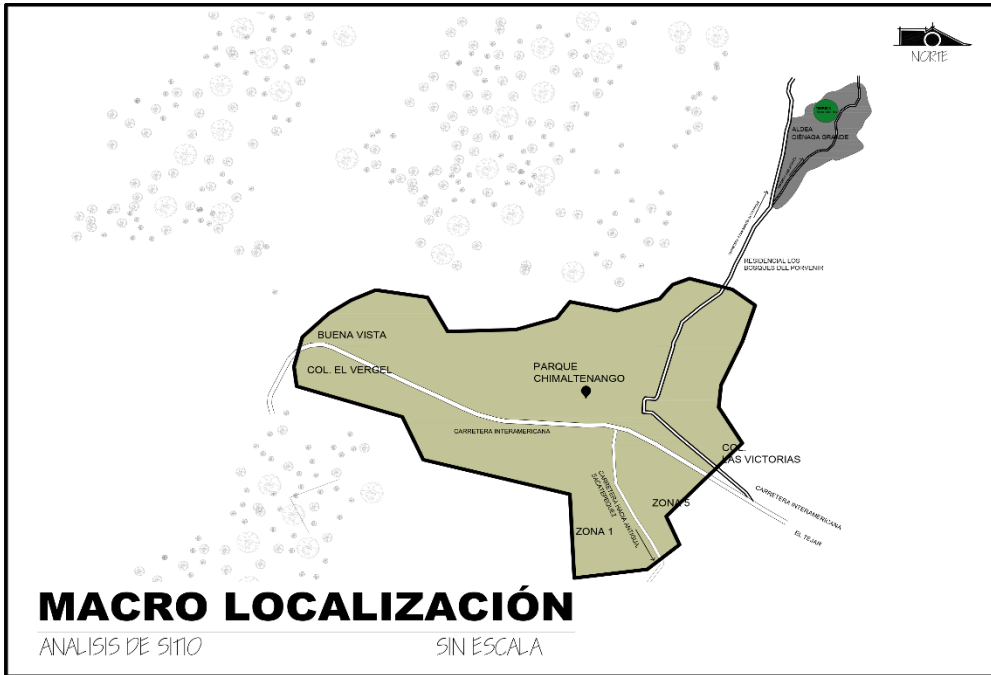 NORTE
ALDEA
CIÉNAGA GRANDE
RESIDENCIAL LOS
BOSQUES DEL PORVENIR
BUENA VISTA
COL. EL VERGEL
PARQUE
CHIMALTENANGO
CARRETERA INTERAMERICANA
COL.
LAS VICTORIAS
CARRETERA HACIA ANTIGUA,
SACATEPEQUEZ
ZONA 5
CARRETERA INTERAMERICANA
ZONA 1
EL TEJAR
MACRO LOCALIZACIÓN
ANALISIS DE SITIO
SIN ESCALA